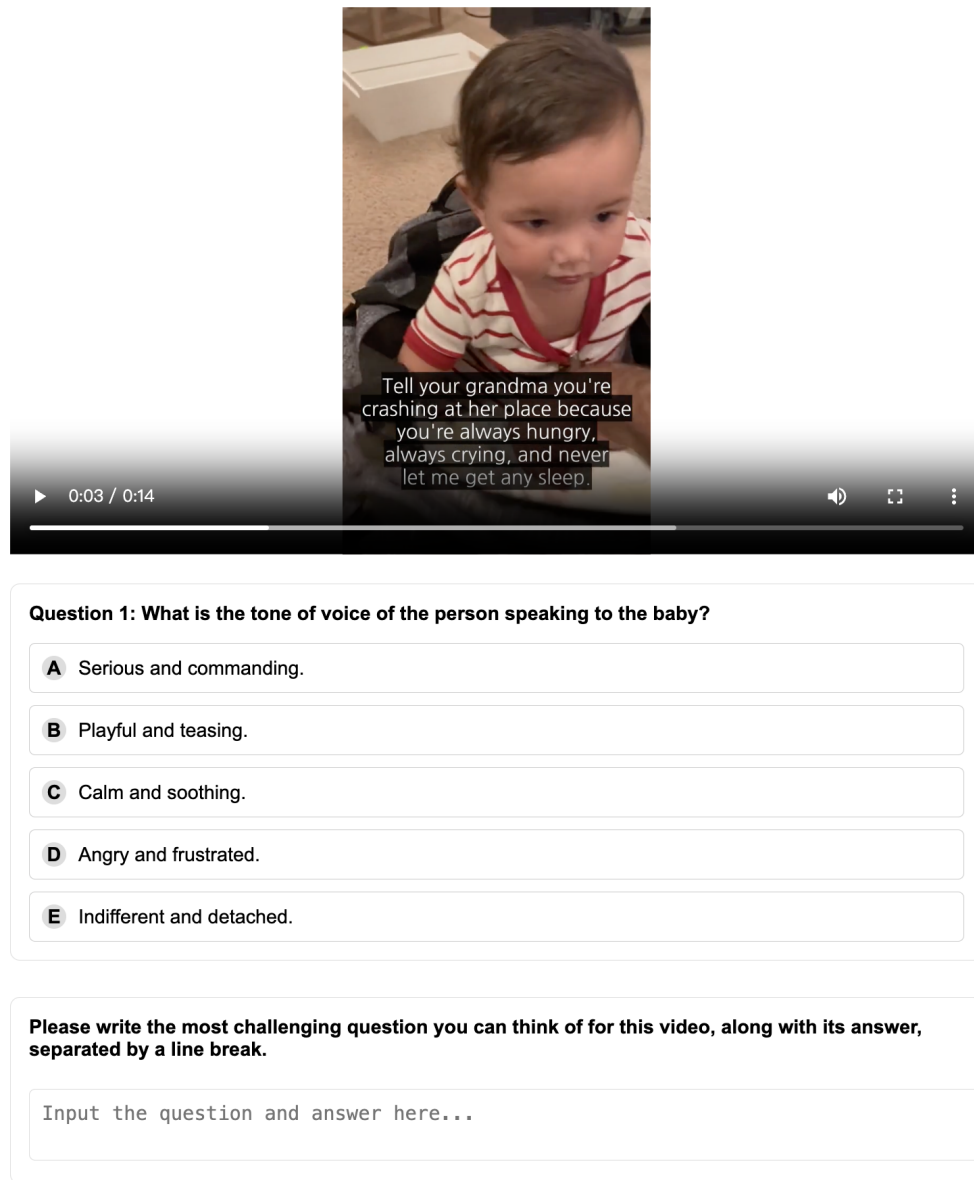 Tell your grandma you're
crashing at her place because
you're always hungry,
always crying, and never
let me get any sleep.
0:03 / 0:14
Question 1: What is the tone of voice of the person speaking to the baby?
A Serious and commanding.
B Playful and teasing.
C Calm and soothing.
D Angry and frustrated.
E Indifferent and detached.
Please write the most challenging question you can think of for this video, along with its answer,
separated by a line break.
Input the question and answer here...